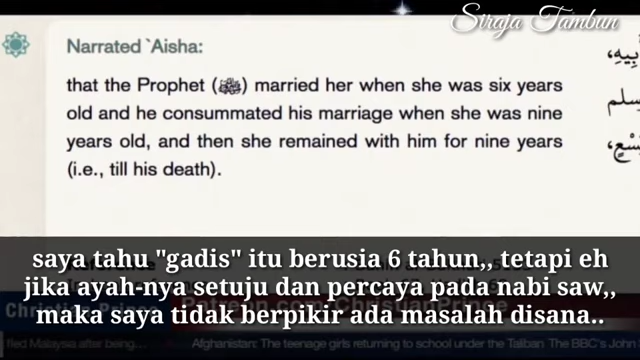 Siraja Tambun
Narrated `Aisha:
that the Prophet (ﷺ) married her when she was six years
old and he consummated his marriage when she was nine
years old, and then she remained with him for nine years
(i.e., till his death).
saya tahu "gadis" itu berusia 6 tahun,, tetapi eh
jika ayah-nya setuju dan percaya pada nabi saw,,
maka saya tidak berpikir ada masalah disana..
fied Malaysia after being...
Afghanistan: The teenage girls returning to school under the Taliban The BBC's John